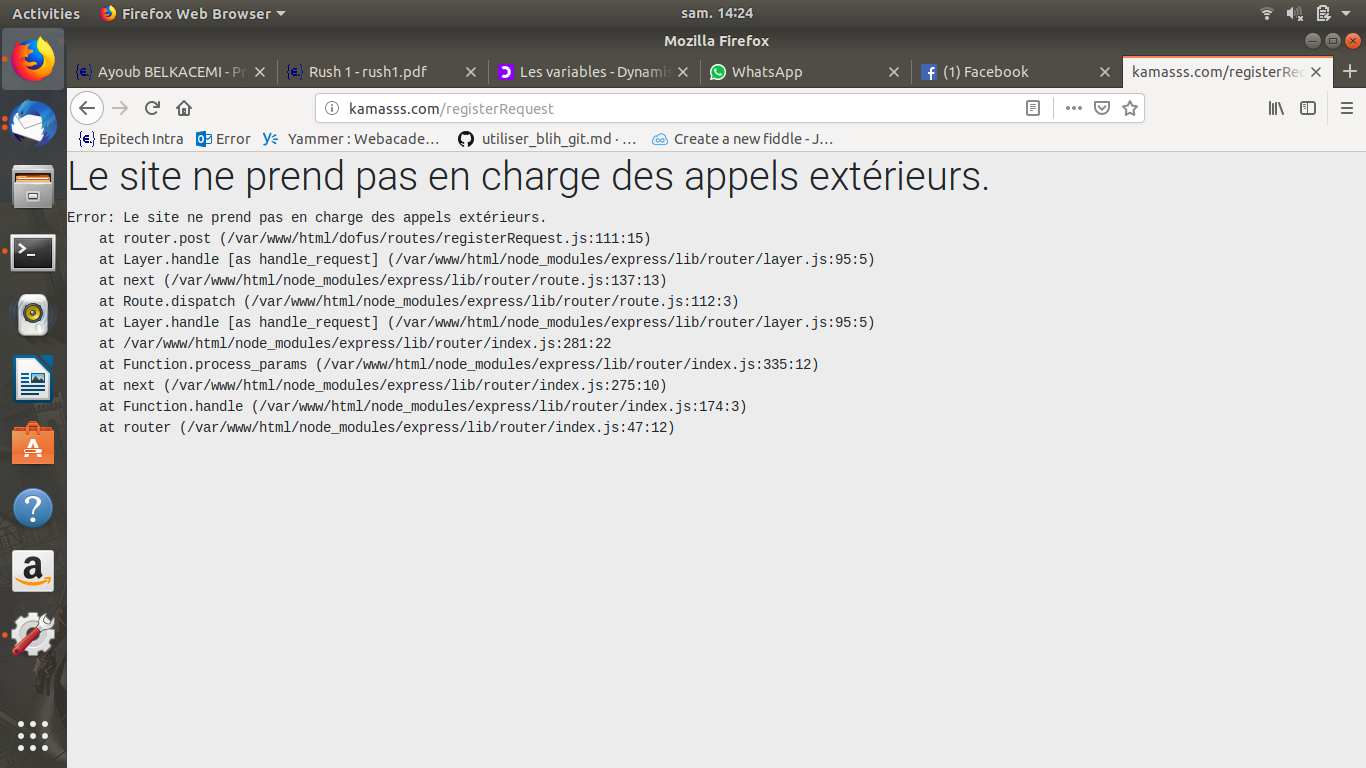 Activities
Firefox Web Browser
sam. 14:24
Mozilla Firefox
Ayoub BELKACEMI - Pr
Rush 1 - rush1.pdf
Les variables - Dynamis
WhatsApp
(1) Facebook
kamasss.com/registerReq
kamasss.com/registerRequest
Epitech Intra
Error
Yammer : Webacade…
utiliser_blih_git.md · …
Create a new fiddle - J…
Le site ne prend pas en charge des appels extérieurs.
Error: Le site ne prend pas en charge des appels extérieurs.
at router.post (/var/www/html/dofus/routes/registerRequest.js:111:15)
at Layer.handle [as handle_request] (/var/www/html/node_modules/express/lib/router/layer.js:95:5)
at next (/var/www/html/node_modules/express/lib/router/route.js:137:13)
at Route.dispatch (/var/www/html/node_modules/express/lib/router/route.js:112:3)
at Layer.handle [as handle_request] (/var/www/html/node_modules/express/lib/router/layer.js:95:5)
at /var/www/html/node_modules/express/lib/router/index.js:281:22
at Function.process_params (/var/www/html/node_modules/express/lib/router/index.js:335:12)
at next (/var/www/html/node_modules/express/lib/router/index.js:275:10)
at Function.handle (/var/www/html/node_modules/express/lib/router/index.js:174:3)
at router (/var/www/html/node_modules/express/lib/router/index.js:47:12)